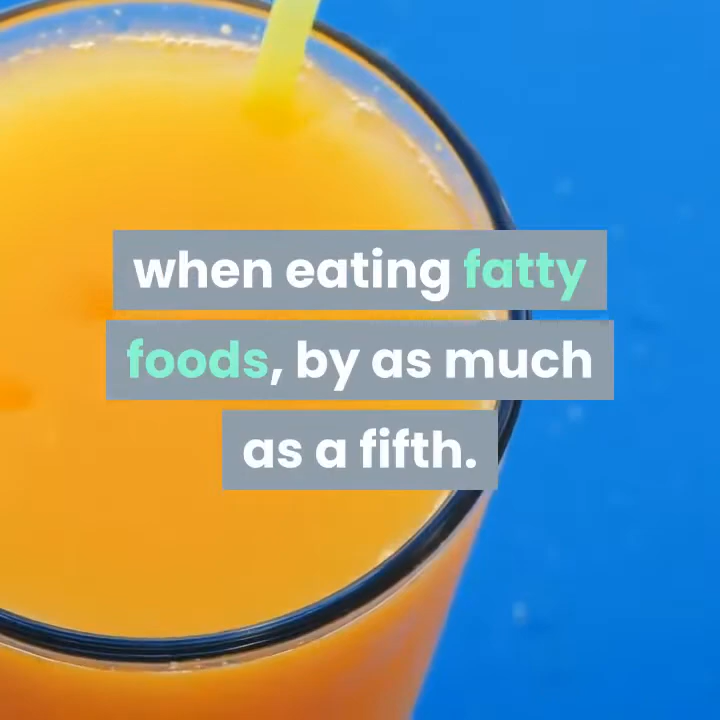 when eating fatty
foods, by as much
as a fifth.